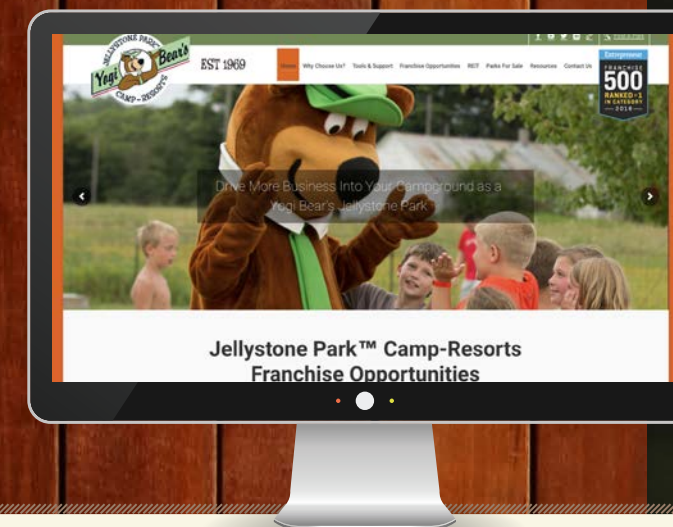 JELLYSTONE PARK™
Yogi Bear's
CAMP-RESORTS
EST 1969
Home Why Choose Us? Tools & Support Franchise Opportunities REIT Parks For Sale Resources Contact Us
Entrepreneur
FRANCHISE
500
RANKED #1
IN CATEGORY
2016
Drive More Business Into Your Campground as a
Yogi Bear's Jellystone Park
Jellystone Park™ Camp-Resorts
Franchise Opportunities